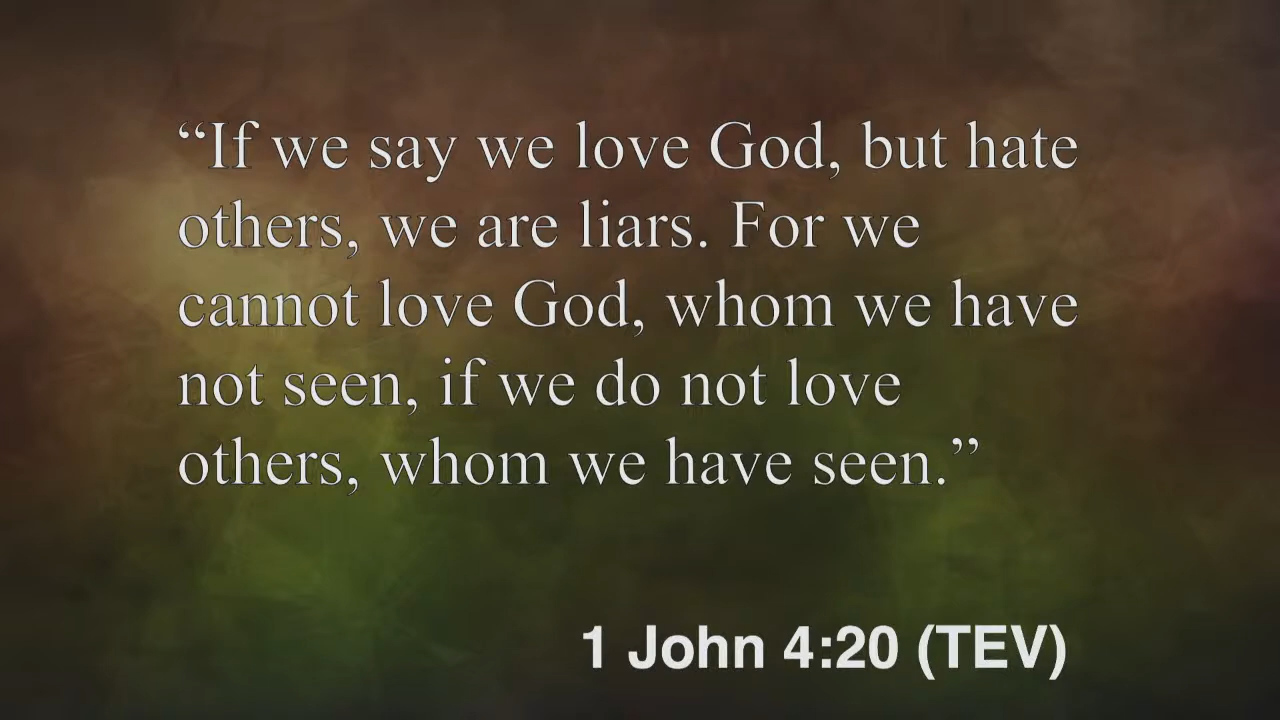 “If we say we love God, but hate
others, we are liars. For we
cannot love God, whom we have
not seen, if we do not love
others, whom we have seen.”
1 John 4:20 (TEV)